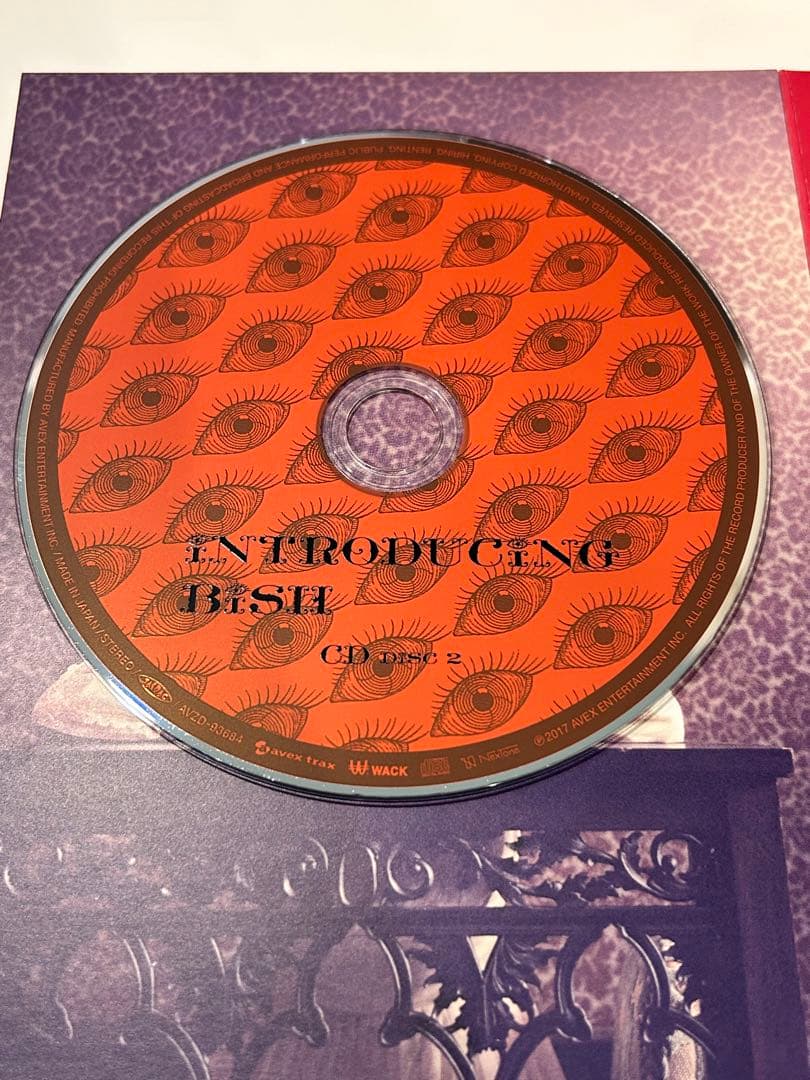 iNTRODUCiNG
BiSH
CD DISC 2
ALL RIGHTS OF THE RECORD PRODUCER AND OF THE OWNER OF THE WORK REPRODUCED RESERVED. UNAUTHORIZED COPYING, HIRING, RENTING, PUBLIC PERFORMANCE AND BROADCASTING OF THIS RECORDING PROHIBITED. MANUFACTURED BY AVEX ENTERTAINMENT INC. / MADE IN JAPAN / STEREO /
AVZD-93684
avex trax
WACK
NexTone
℗2017 AVEX ENTERTAINMENT INC.